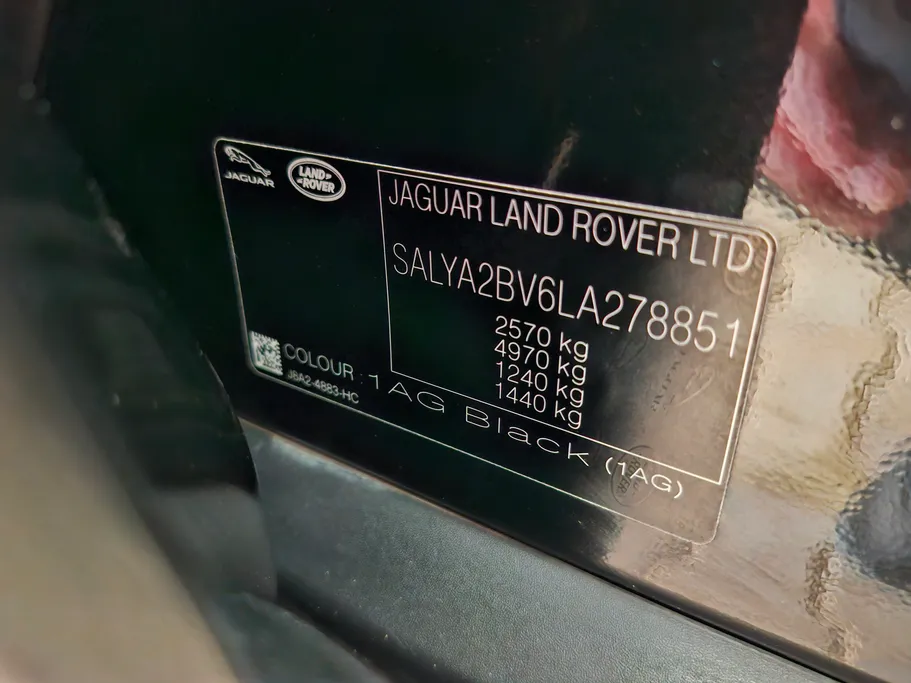 JAGUAR
LAND ROVER
JAGUAR LAND ROVER LTD
SALYA2BV6LA278851
2570 kg
4970 kg
1240 kg
1440 kg
COLOUR : 1AG Black (1AG)
J8A2-4883-HC